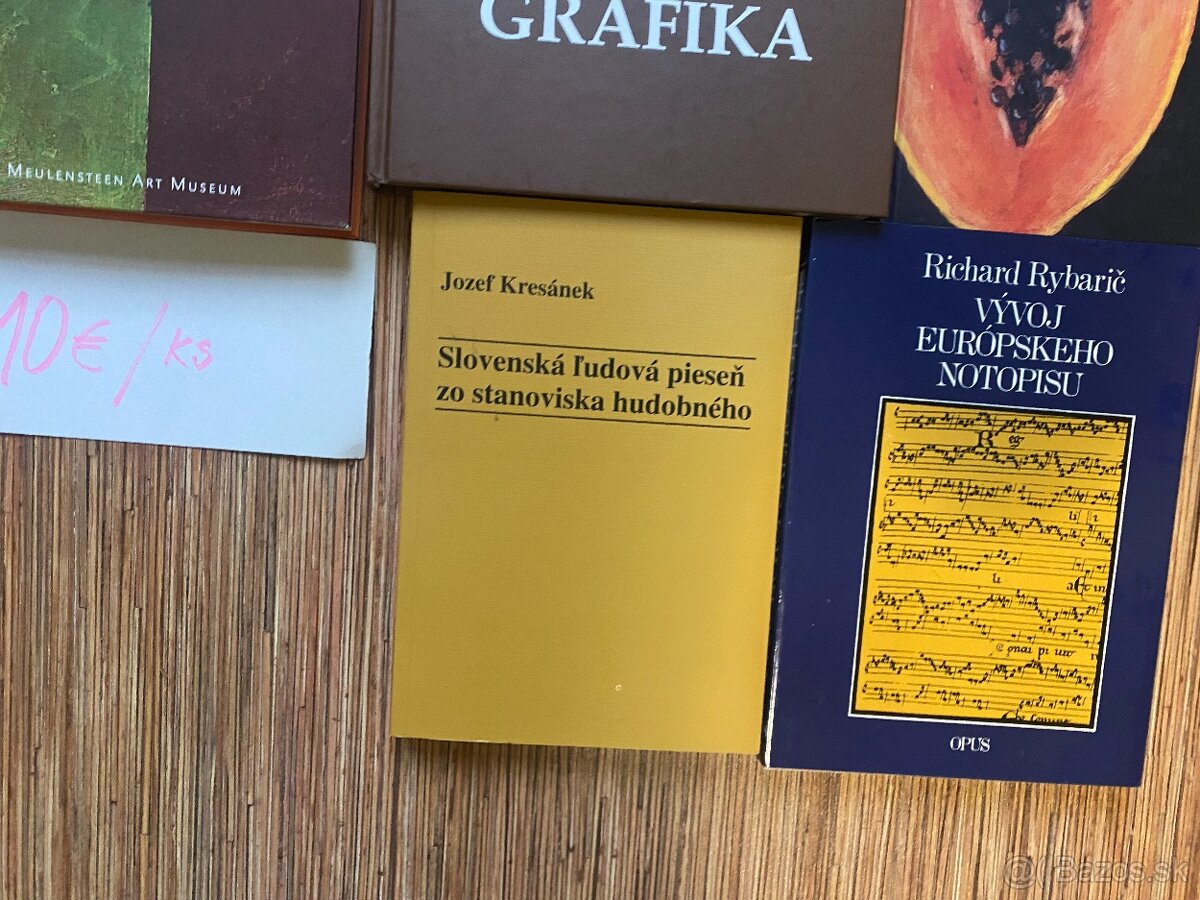 GRAFIKA
MEULENSTEEN ART MUSEUM
10€/ks
Jozef Kresánek
Slovenská ľudová pieseň
zo stanoviska hudobného
Richard Rybarič
VÝVOJ
EURÓPSKEHO
NOTOPISU
R
eg
OPUS
@Bazos.sk